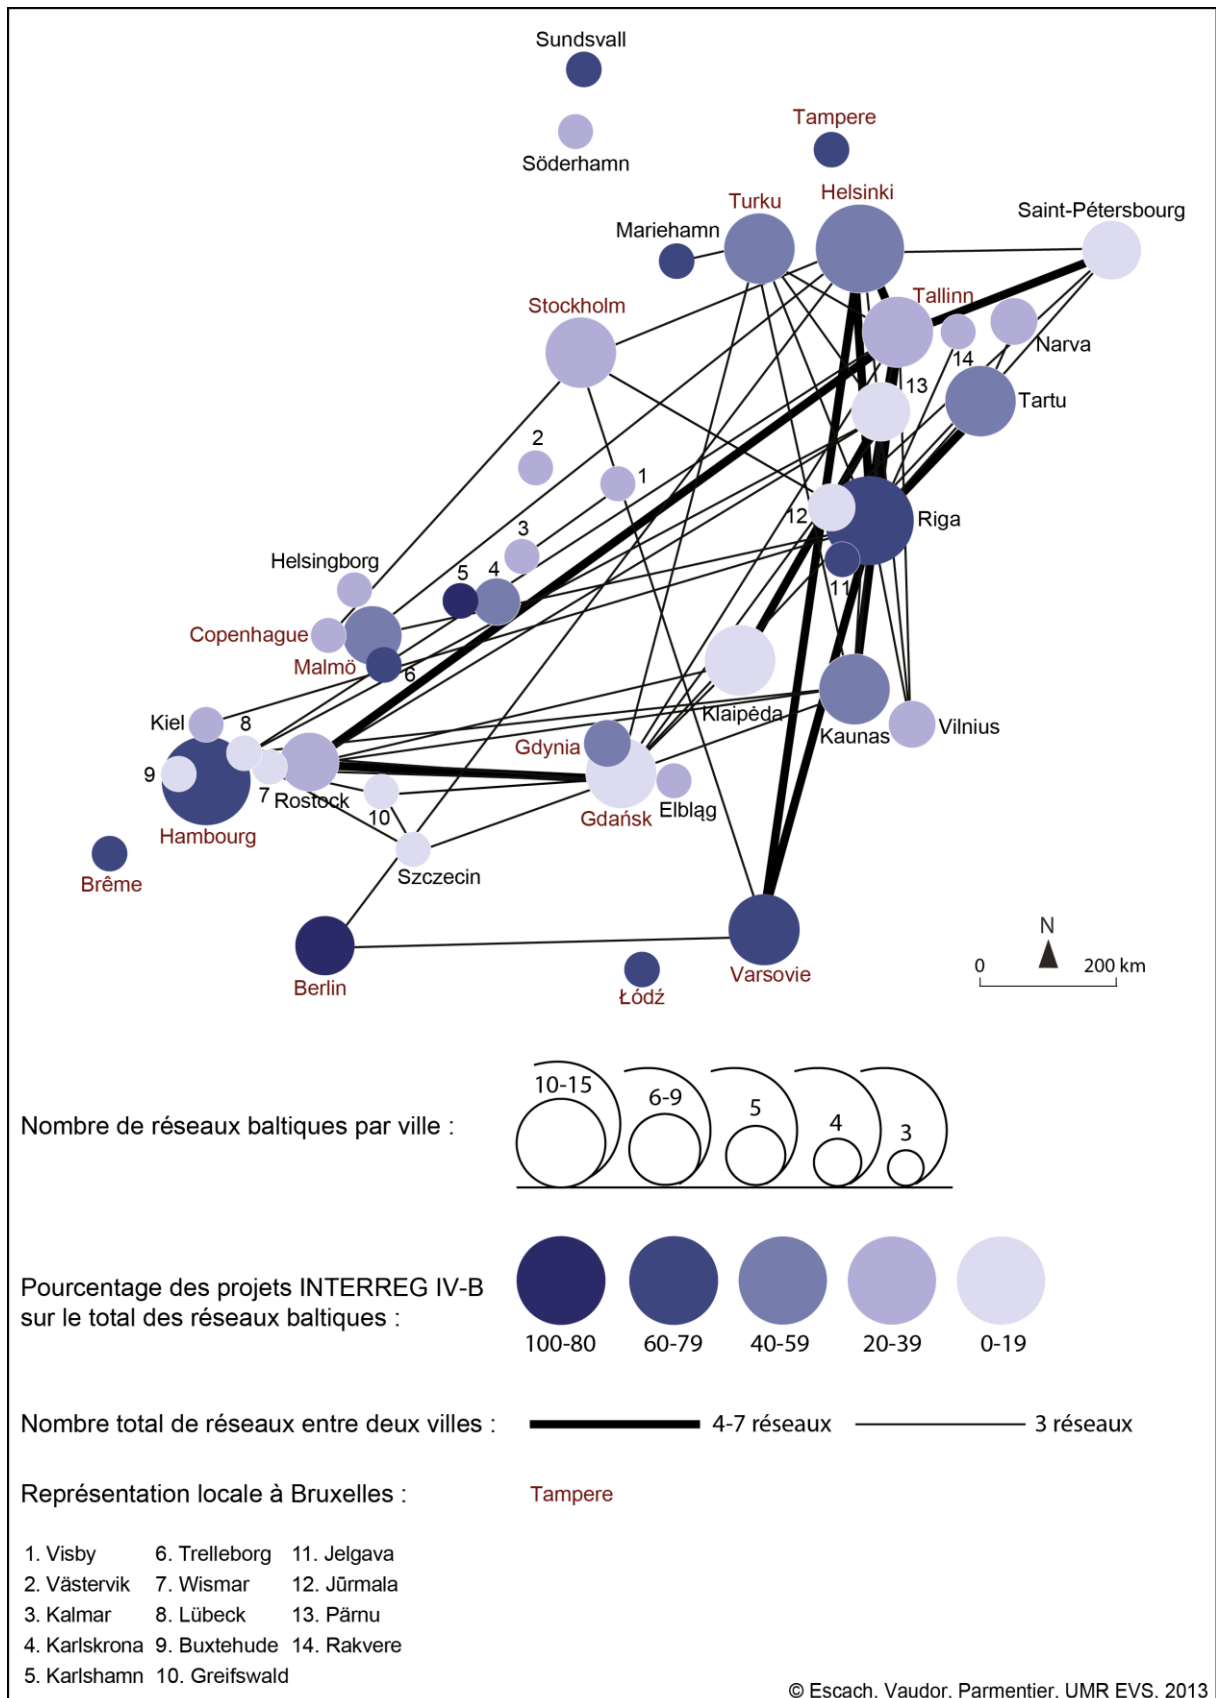 Sundsvall
Tampere
Söderhamn
Helsinki
Turku
Saint-Pétersbourg
Mariehamn
Tallinn
Stockholm
Narva
14
13
Tartu
2
1
12
Riga
3
Helsingborg
5
4
11
Copenhague
Malmö
6
Kiel
8
Klaipėda
Kaunas
Vilnius
Gdynia
9
7
Rostock
10
Gdańsk
Elbląg
Hambourg
Szczecin
Brême
N
0
200 km
Berlin
Łódź
Varsovie
Nombre de réseaux baltiques par ville :
10-15
6-9
5
4
3
Pourcentage des projets INTERREG IV-B
sur le total des réseaux baltiques :
100-80
60-79
40-59
20-39
0-19
Nombre total de réseaux entre deux villes :
4-7 réseaux
3 réseaux
Représentation locale à Bruxelles :
Tampere
1. Visby
2. Västervik
3. Kalmar
4. Karlskrona
5. Karlshamn
6. Trelleborg
7. Wismar
8. Lübeck
9. Buxtehude
10. Greifswald
11. Jelgava
12. Jūrmala
13. Pärnu
14. Rakvere
© Escach, Vaudor, Parmentier, UMR EVS, 2013